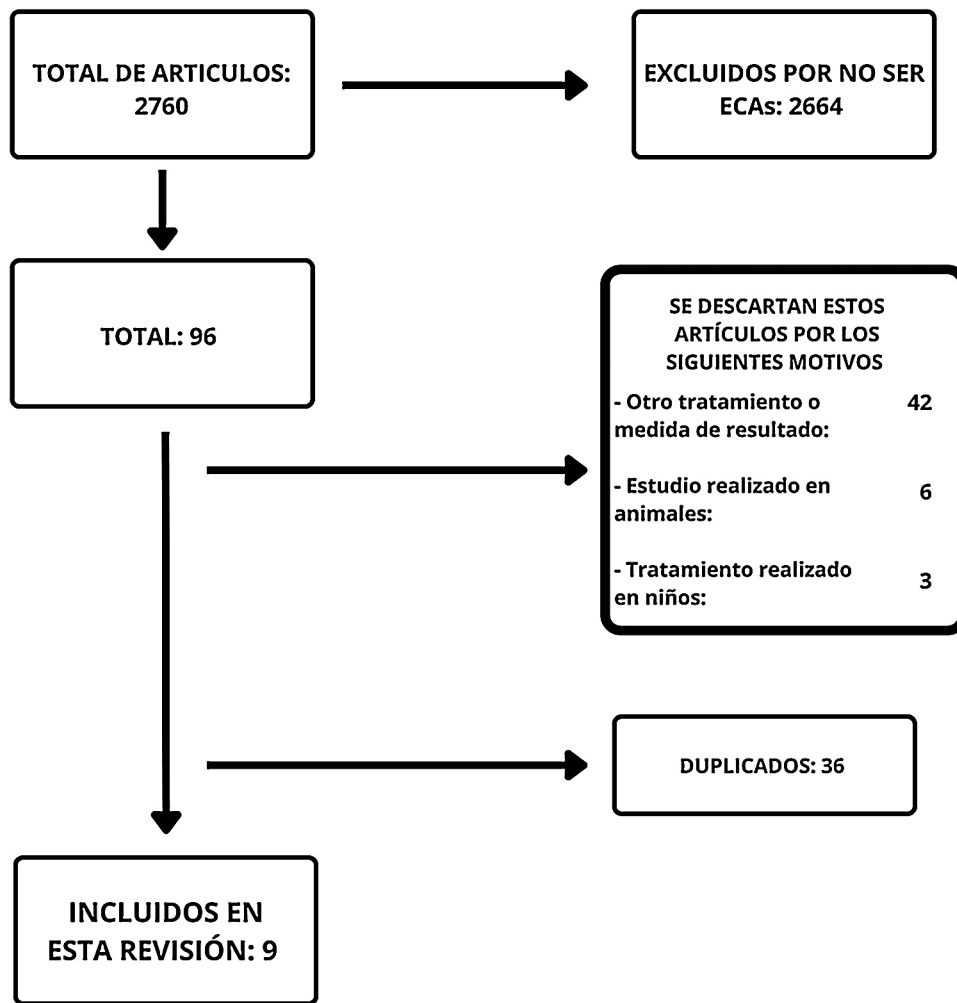 TOTAL DE ARTICULOS:
2760
EXCLUIDOS POR NO SER
ECAs: 2664
TOTAL: 96
SE DESCARTAN ESTOS
ARTÍCULOS POR LOS
SIGUIENTES MOTIVOS
- Otro tratamiento o 42
medida de resultado:
- Estudio realizado en 6
animales:
- Tratamiento realizado 3
en niños:
DUPLICADOS: 36
INCLUIDOS EN
ESTA REVISIÓN: 9